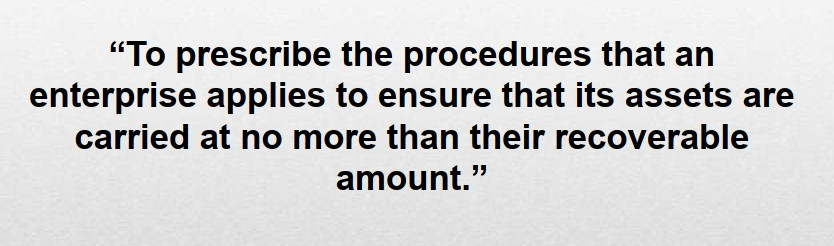 “To prescribe the procedures that an
enterprise applies to ensure that its assets are
carried at no more than their recoverable
amount.”